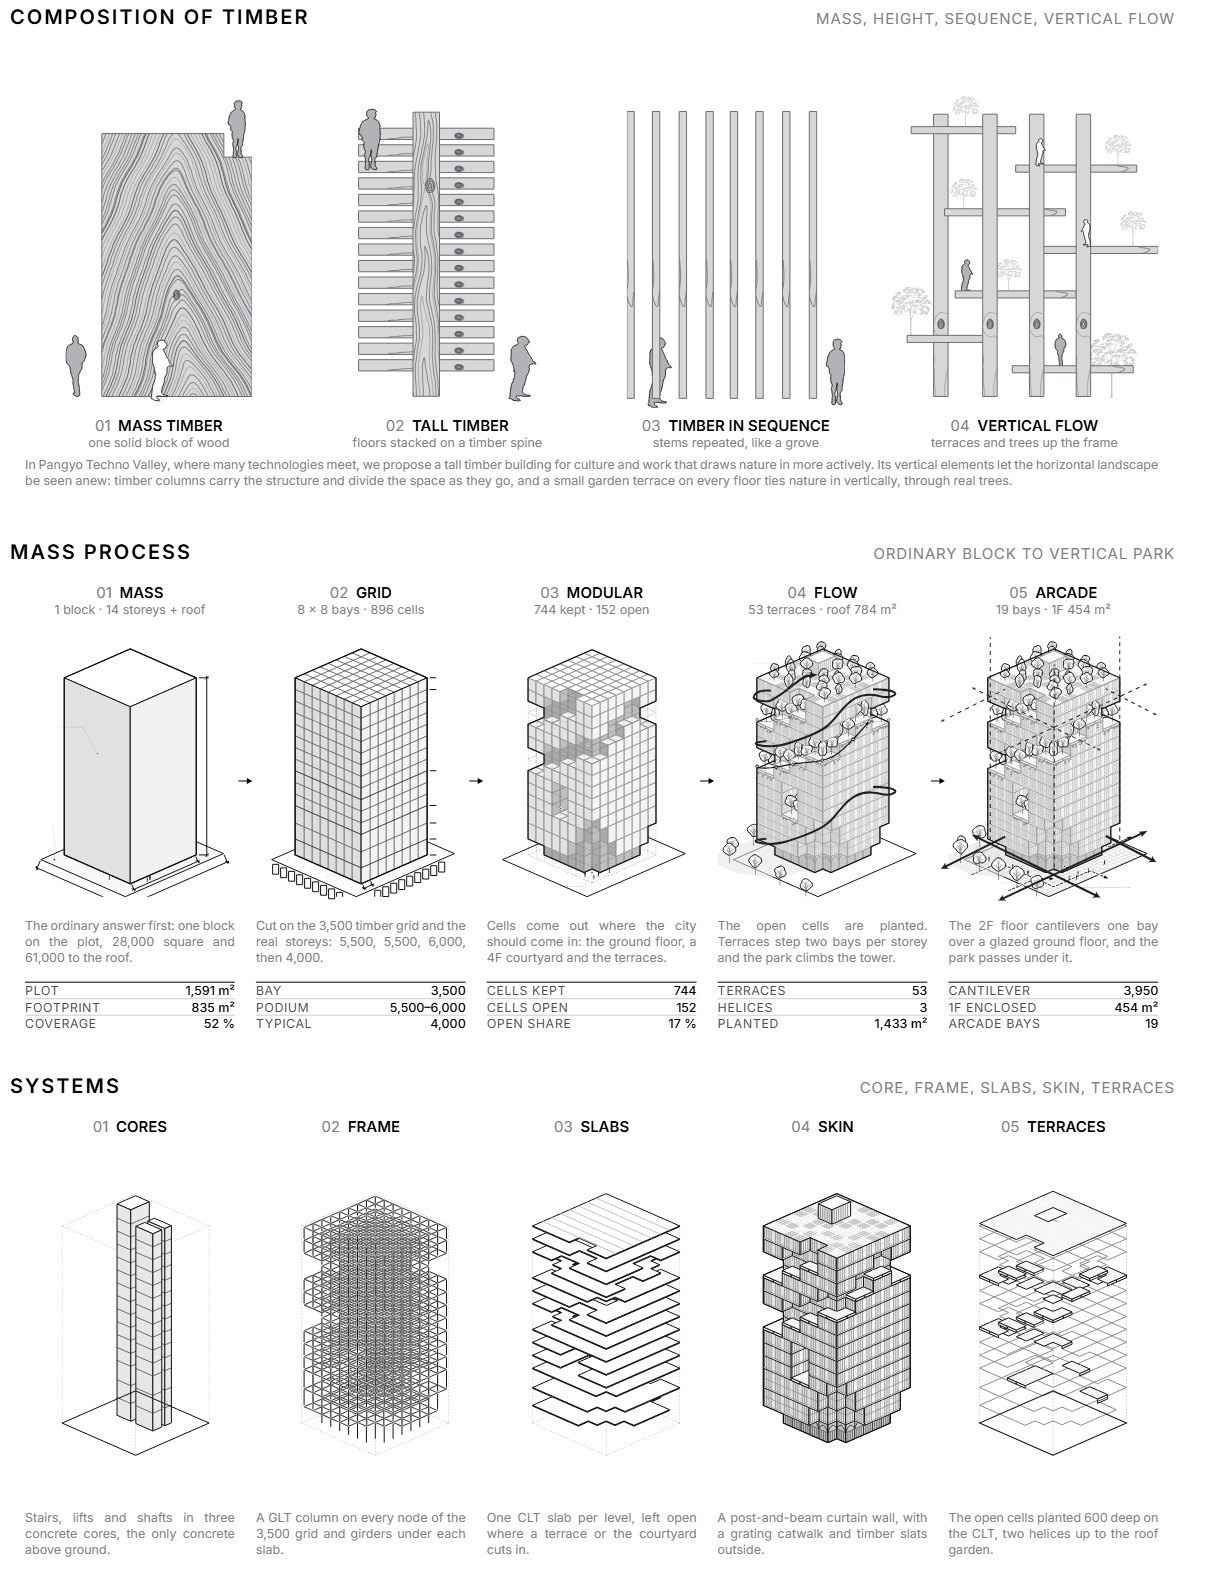 COMPOSITION OF TIMBER
MASS, HEIGHT, SEQUENCE, VERTICAL FLOW
01 MASS TIMBER
one solid block of wood
02 TALL TIMBER
floors stacked on a timber spine
03 TIMBER IN SEQUENCE
stems repeated, like a grove
04 VERTICAL FLOW
terraces and trees up the frame
In Pangyo Techno Valley, where many technologies meet, we propose a tall timber building for culture and work that draws nature in more actively. Its vertical elements let the horizontal landscape
be seen anew: timber columns carry the structure and divide the space as they go, and a small garden terrace on every floor ties nature in vertically, through real trees.
MASS PROCESS
ORDINARY BLOCK TO VERTICAL PARK
01 MASS
1 block · 14 storeys + roof
02 GRID
8 × 8 bays · 896 cells
03 MODULAR
744 kept · 152 open
04 FLOW
53 terraces · roof 784 m²
05 ARCADE
19 bays · 1F 454 m²
The ordinary answer first: one block
on the plot, 28,000 square and
61,000 to the roof.
PLOT 1,591 m²
FOOTPRINT 835 m²
COVERAGE 52 %
Cut on the 3,500 timber grid and the
real storeys: 5,500, 5,500, 6,000,
then 4,000.
BAY 3,500
PODIUM 5,500–6,000
TYPICAL 4,000
Cells come out where the city
should come in: the ground floor, a
4F courtyard and the terraces.
CELLS KEPT 744
CELLS OPEN 152
OPEN SHARE 17 %
The open cells are planted.
Terraces step two bays per storey
and the park climbs the tower.
TERRACES 53
HELICES 3
PLANTED 1,433 m²
The 2F floor cantilevers one bay
over a glazed ground floor, and the
park passes under it.
CANTILEVER 3,950
1F ENCLOSED 454 m²
ARCADE BAYS 19
SYSTEMS
CORE, FRAME, SLABS, SKIN, TERRACES
01 CORES
02 FRAME
03 SLABS
04 SKIN
05 TERRACES
Stairs, lifts and shafts in three
concrete cores, the only concrete
above ground.
A GLT column on every node of the
3,500 grid and girders under each
slab.
One CLT slab per level, left open
where a terrace or the courtyard
cuts in.
A post-and-beam curtain wall, with
a grating catwalk and timber slats
outside.
The open cells planted 600 deep on
the CLT, two helices up to the roof
garden.